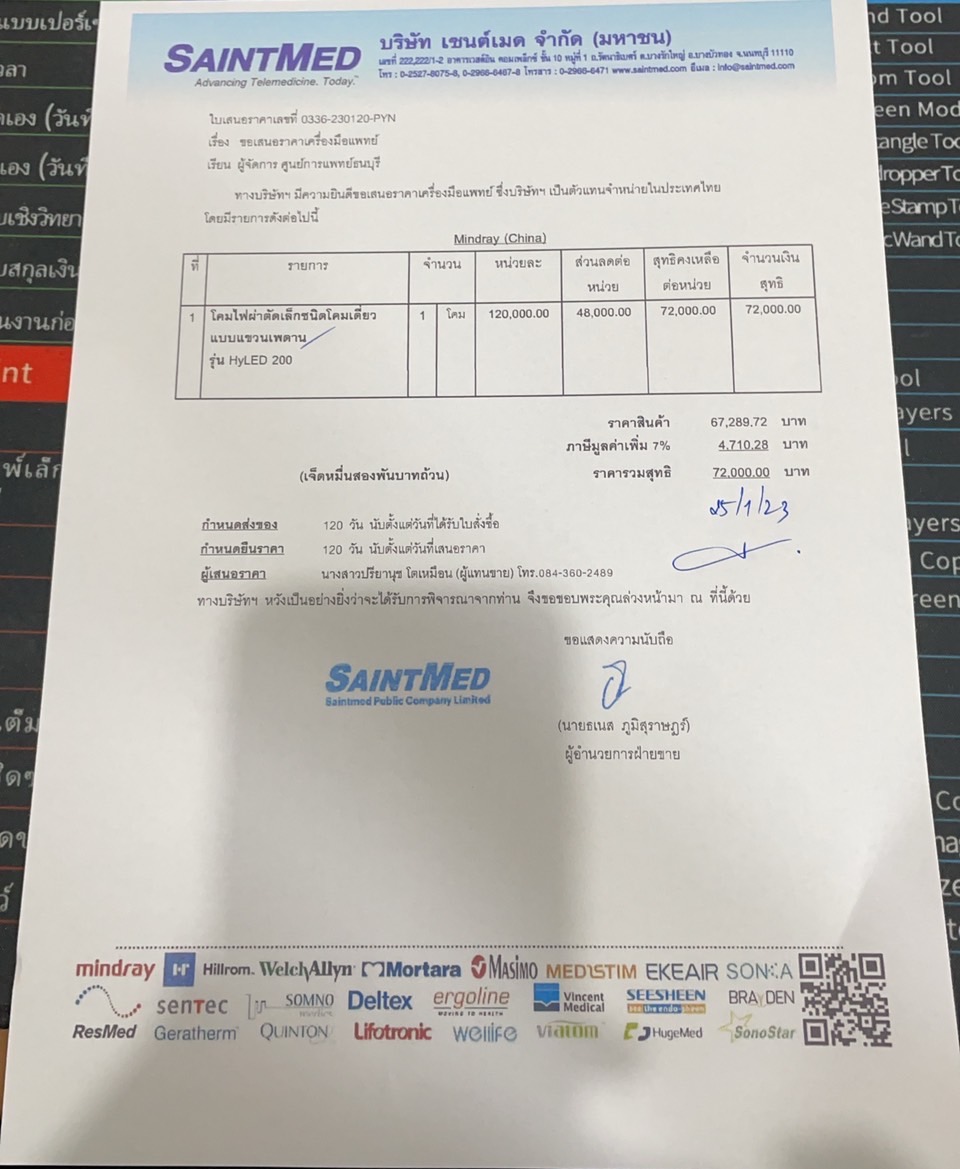 SAINTMED
Advancing Telemedicine. Today.™
บริษัท เซนต์เมด จำกัด (มหาชน)
เลขที่ 222,222/1-2 อาคารเวสต์อิน คอมเพล็กซ์ ชั้น 10 หมู่ที่ 1 ถ.รัตนาธิเบศร์ ต.บางรักใหญ่ อ.บางบัวทอง จ.นนทบุรี 11110
โทร : 0-2527-8075-8, 0-2966-6467-8 โทรสาร : 0-2966-6471 www.saintmed.com อีเมล : info@saintmed.com
ใบเสนอราคาเลขที่ 0336-230120-PYN
เรื่อง ขอเสนอราคาเครื่องมือแพทย์
เรียน ผู้จัดการ ศูนย์การแพทย์ธนบุรี
ทางบริษัทฯ มีความยินดีขอเสนอราคาเครื่องมือแพทย์ ซึ่งบริษัทฯ เป็นตัวแทนจำหน่ายในประเทศไทย
โดยมีรายการดังต่อไปนี้
Mindray (China)
ที่ รายการ จำนวน หน่วยละ ส่วนลดต่อหน่วย สุทธิคงเหลือต่อหน่วย จำนวนเงินสุทธิ
1 โคมไฟผ่าตัดเล็กชนิดโคมเดี่ยว 1 โคม 120,000.00 48,000.00 72,000.00 72,000.00
แบบแขวนเพดาน
รุ่น HyLED 200
ราคาสินค้า 67,289.72 บาท
ภาษีมูลค่าเพิ่ม 7% 4,710.28 บาท
(เจ็ดหมื่นสองพันบาทถ้วน) ราคารวมสุทธิ 72,000.00 บาท
25/1/23
กำหนดส่งของ 120 วัน นับตั้งแต่วันที่ได้รับใบสั่งซื้อ
กำหนดยืนราคา 120 วัน นับตั้งแต่วันที่เสนอราคา
ผู้เสนอราคา นางสาวปรียานุช โตเหมือน (ผู้แทนขาย) โทร.084-360-2489
ทางบริษัทฯ หวังเป็นอย่างยิ่งว่าจะได้รับการพิจารณาจากท่าน จึงขอขอบพระคุณล่วงหน้ามา ณ ที่นี้ด้วย
ขอแสดงความนับถือ
SAINTMED
Saintmed Public Company Limited
(นายธเนส ภูมิสุราษฎร์)
ผู้อำนวยการฝ่ายขาย
mindray Hillrom. WelchAllyn Mortara Masimo MEDISTIM EKEAIR SONKA
sentec SOMNO medics Deltex ergoline MOVING TO HEALTH Vincent Medical SEESHEEN BRAYDEN
ResMed Geratherm QUINTON Lifotronic wellife viatom HugeMed SonoStar